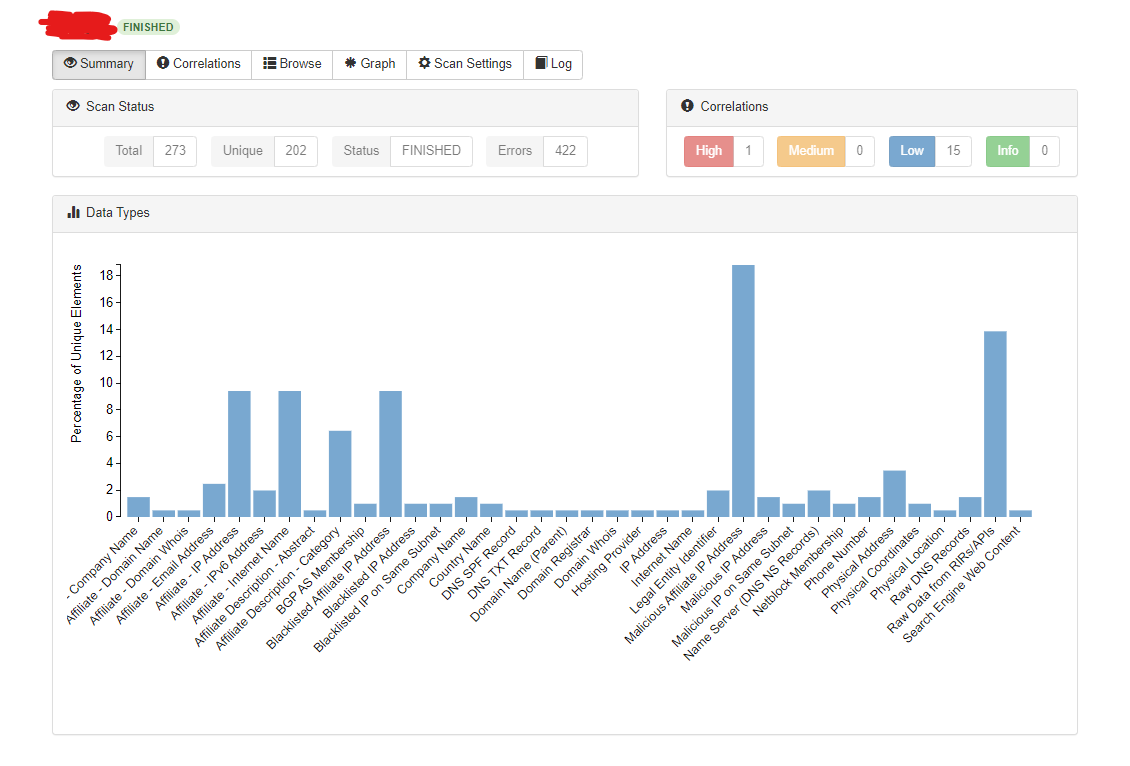 FINISHED
Summary Correlations Browse Graph Scan Settings Log
Scan Status
Total 273 Unique 202 Status FINISHED Errors 422
Correlations
High 1 Medium 0 Low 15 Info 0
Data Types
Percentage of Unique Elements
18
16
14
12
10
8
6
4
2
0
- Company Name
Affiliate - Domain Name
Affiliate - Domain Whois
Affiliate - Email Address
Affiliate - IP Address
Affiliate - IPv6 Address
Affiliate - Internet Name
Affiliate Description - Abstract
Affiliate Description - Category
BGP AS Membership
Blacklisted Affiliate IP Address
Blacklisted IP Address
Blacklisted IP on Same Subnet
Company Name
Country Name
DNS SPF Record
DNS TXT Record
Domain Name (Parent)
Domain Registrar
Domain Whois
Hosting Provider
IP Address
Internet Name
Legal Entity Identifier
Malicious Affiliate IP Address
Malicious IP Address
Malicious IP on Same Subnet
Name Server (DNS NS Records)
Netblock Membership
Phone Number
Physical Address
Physical Coordinates
Physical Location
Raw DNS Records
Raw Data from RIRs/APIs
Search Engine Web Content